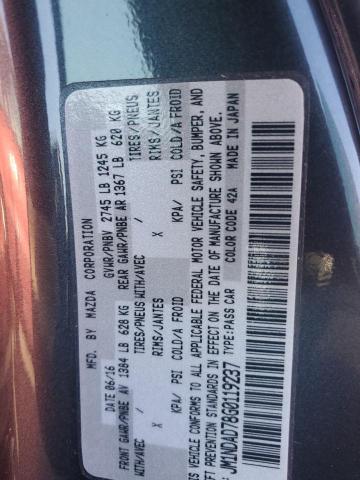 MFD. BY MAZDA CORPORATION
DATE 06/16 GVWR/PNBV 2745 LB 1245 KG
FRONT GAWR/PNBE AV 1384 LB 628 KG REAR GAWR/PNBE AR 1367 LB 620 KG
WITH/AVEC / TIRES/PNEUS WITH/AVEC / TIRES/PNEUS
X RIMS/JANTES X RIMS/JANTES
KPA/ PSI COLD/A FROID KPA/ PSI COLD/A FROID
VEHICLE CONFORMS TO ALL APPLICABLE FEDERAL MOTOR VEHICLE SAFETY, BUMPER, AND
THEFT PREVENTION STANDARDS IN EFFECT ON THE DATE OF MANUFACTURE SHOWN ABOVE.
JM1NDAD78G0119237 TYPE:PASS CAR COLOR CODE 42A MADE IN JAPAN